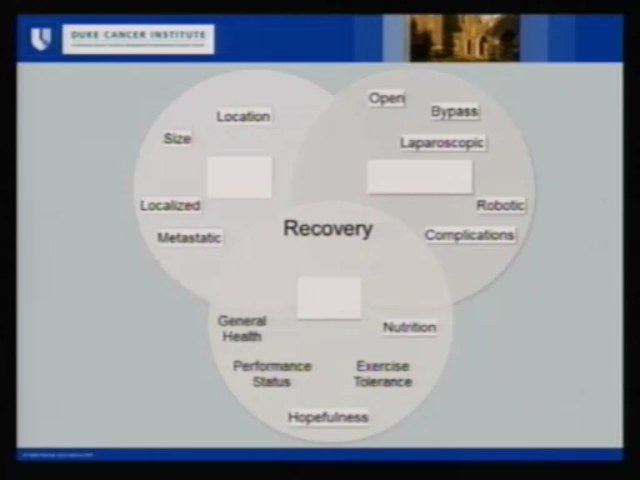 DUKE CANCER INSTITUTE
Open
Bypass
Location
Size
Laparoscopic
Localized
Robotic
Metastatic
Recovery
Complications
General
Health
Nutrition
Performance
Status
Exercise
Tolerance
Hopefulness